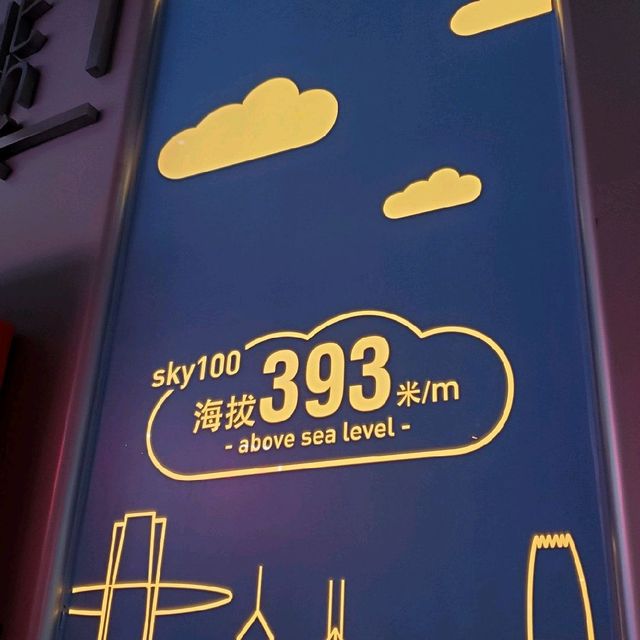 sky100
海拔393米/m
- above sea level -